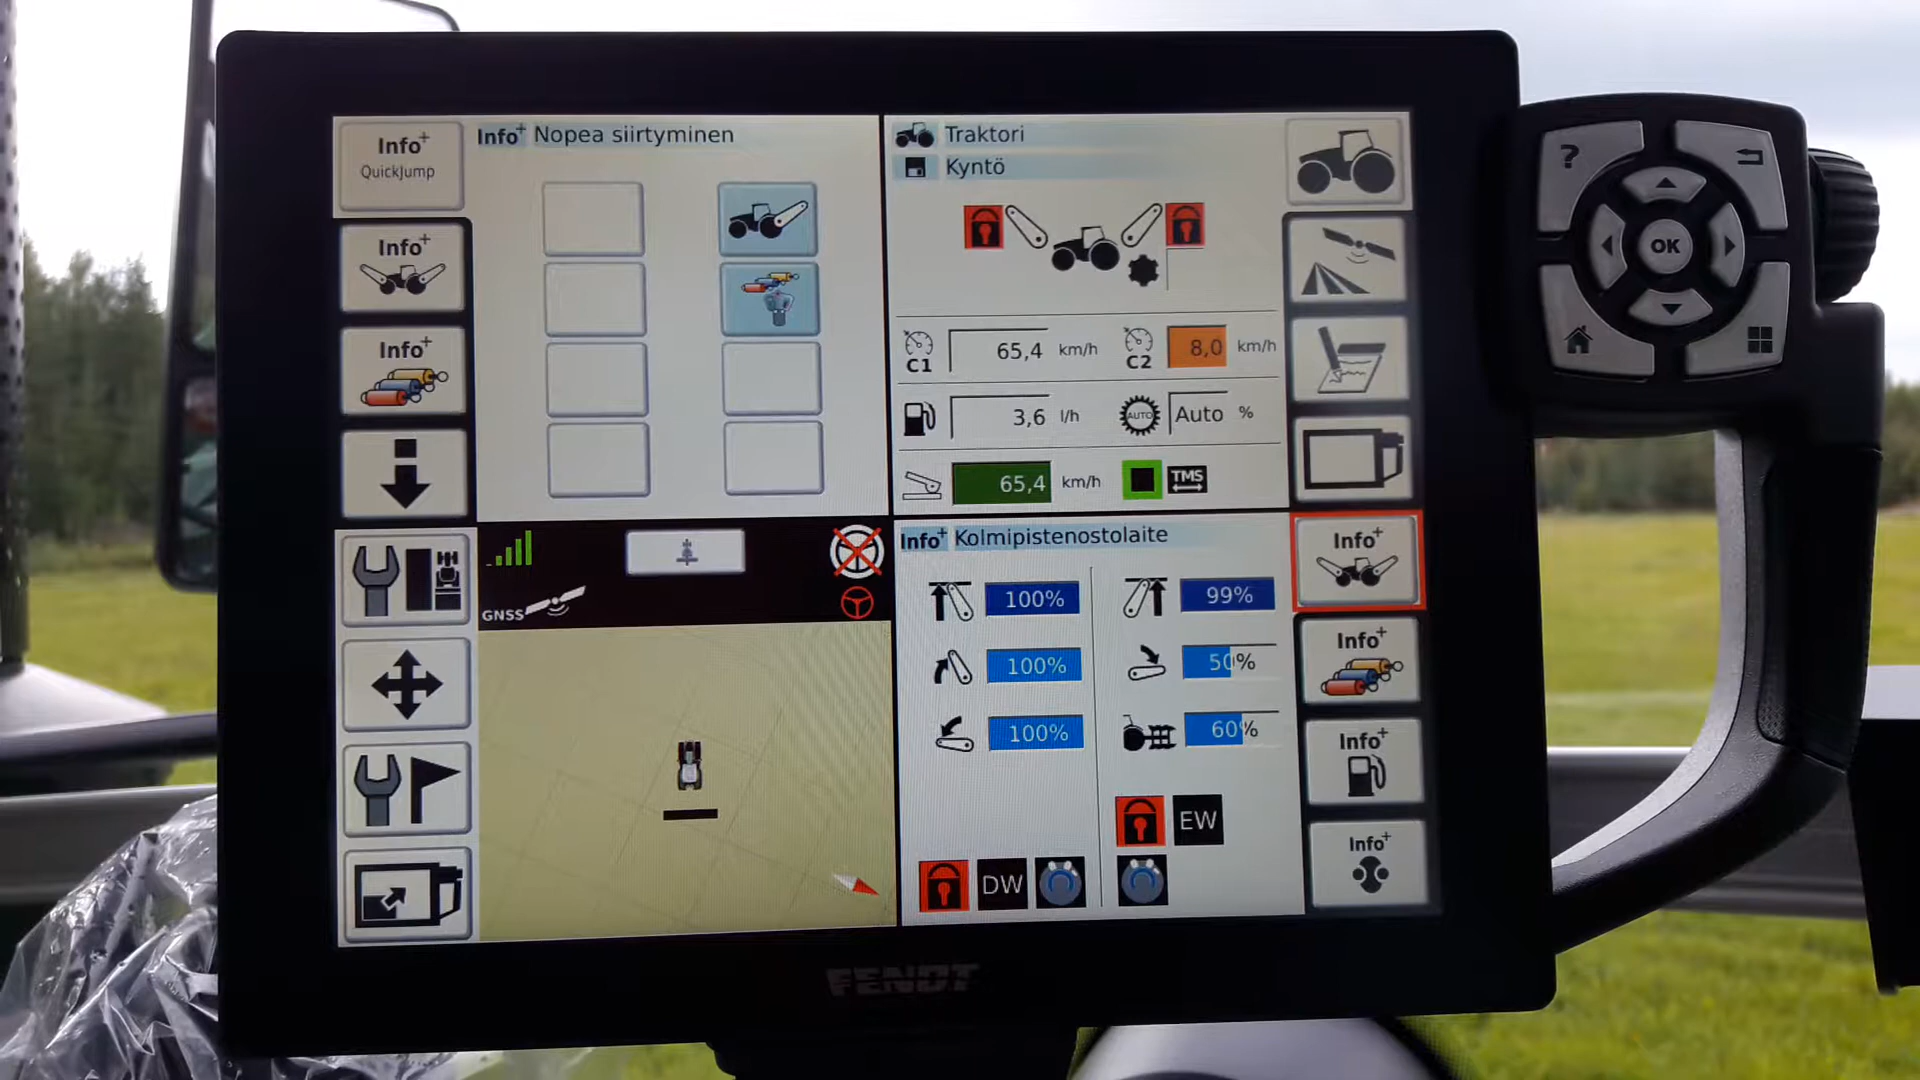 Info+
QuickJump
Info+
Info+
Info+ Nopea siirtyminen
Traktori
Kyntö
C1 65,4 km/h
C2 8,0 km/h
3,6 l/h
AUTO Auto %
65,4 km/h
TMS
GNSS
Info+ Kolmipistenostolaite
100%
99%
100%
50%
100%
60%
EW
DW
Info+
Info+
Info+
Info+
?
OK
FENDT